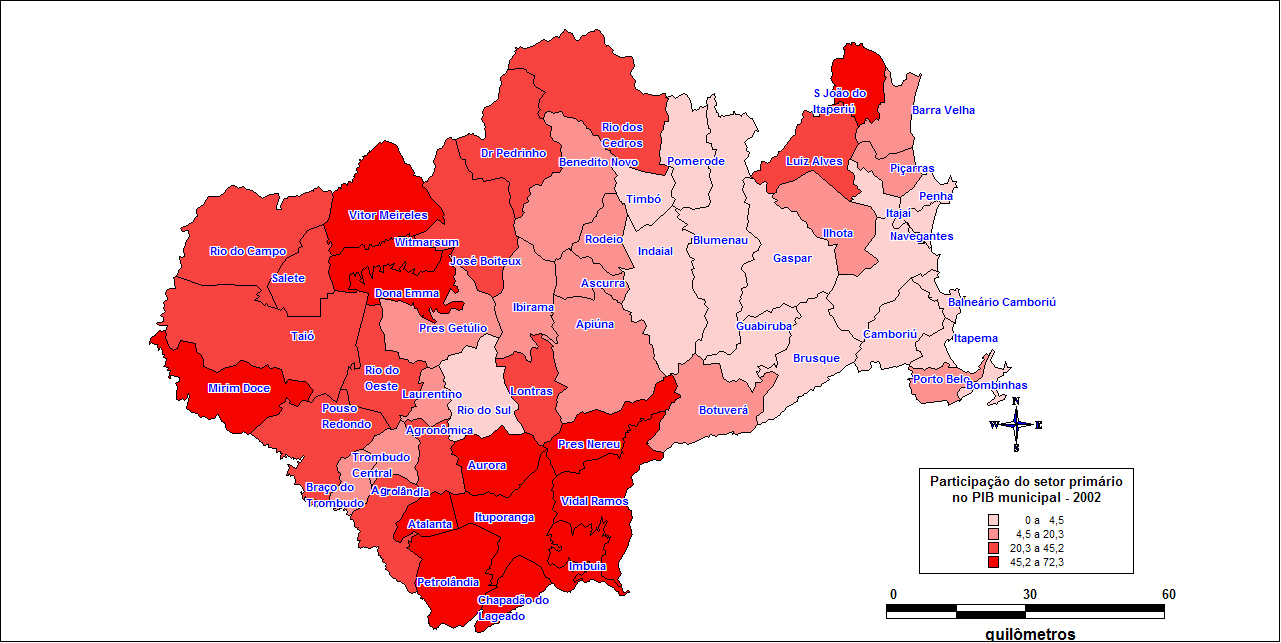 S João do
Itaperiú
Barra Velha
Rio dos
Cedros
Dr Pedrinho
Benedito Novo
Pomerode
Luiz Alves
Piçarras
Timbó
Penha
Vitor Meireles
Itajaí
Witmarsum
Rodeio
Blumenau
Ilhota
Navegantes
Rio do Campo
José Boiteux
Indaial
Gaspar
Salete
Ascurra
Dona Emma
Ibirama
Balneário Camboriú
Taió
Pres Getúlio
Apiúna
Guabiruba
Camboriú
Itapema
Brusque
Rio do
Oeste
Mirim Doce
Laurentino
Lontras
Porto Belo
Bombinhas
Pouso
Redondo
Rio do Sul
Botuverá
Agronômica
Pres Nereu
Trombudo
Central
Aurora
Braço do
Trombudo
Agrolândia
Vidal Ramos
Atalanta
Ituporanga
Imbuia
Petrolândia
Chapadão do
Lageado
N
W E
S
Participação do setor primário
no PIB municipal - 2002
0 a 4,5
4,5 a 20,3
20,3 a 45,2
45,2 a 72,3
0 30 60
quilômetros